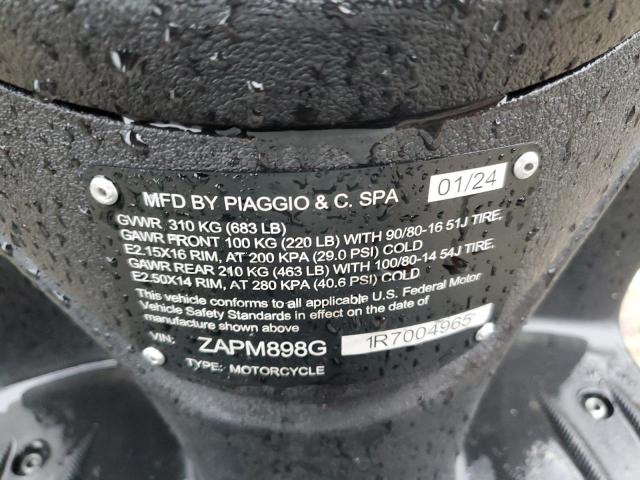 MFD BY PIAGGIO & C. SPA 01/24
GVWR 310 KG (683 LB)
GAWR FRONT 100 KG (220 LB) WITH 90/80-16 51J TIRE,
E2.15X16 RIM, AT 200 KPA (29.0 PSI) COLD
GAWR REAR 210 KG (463 LB) WITH 100/80-14 54J TIRE,
E2.50X14 RIM, AT 280 KPA (40.6 PSI) COLD
This vehicle conforms to all applicable U.S. Federal Motor
Vehicle Safety Standards in effect on the date of
manufacture shown above
VIN: ZAPM898G 1R7004965
TYPE: MOTORCYCLE